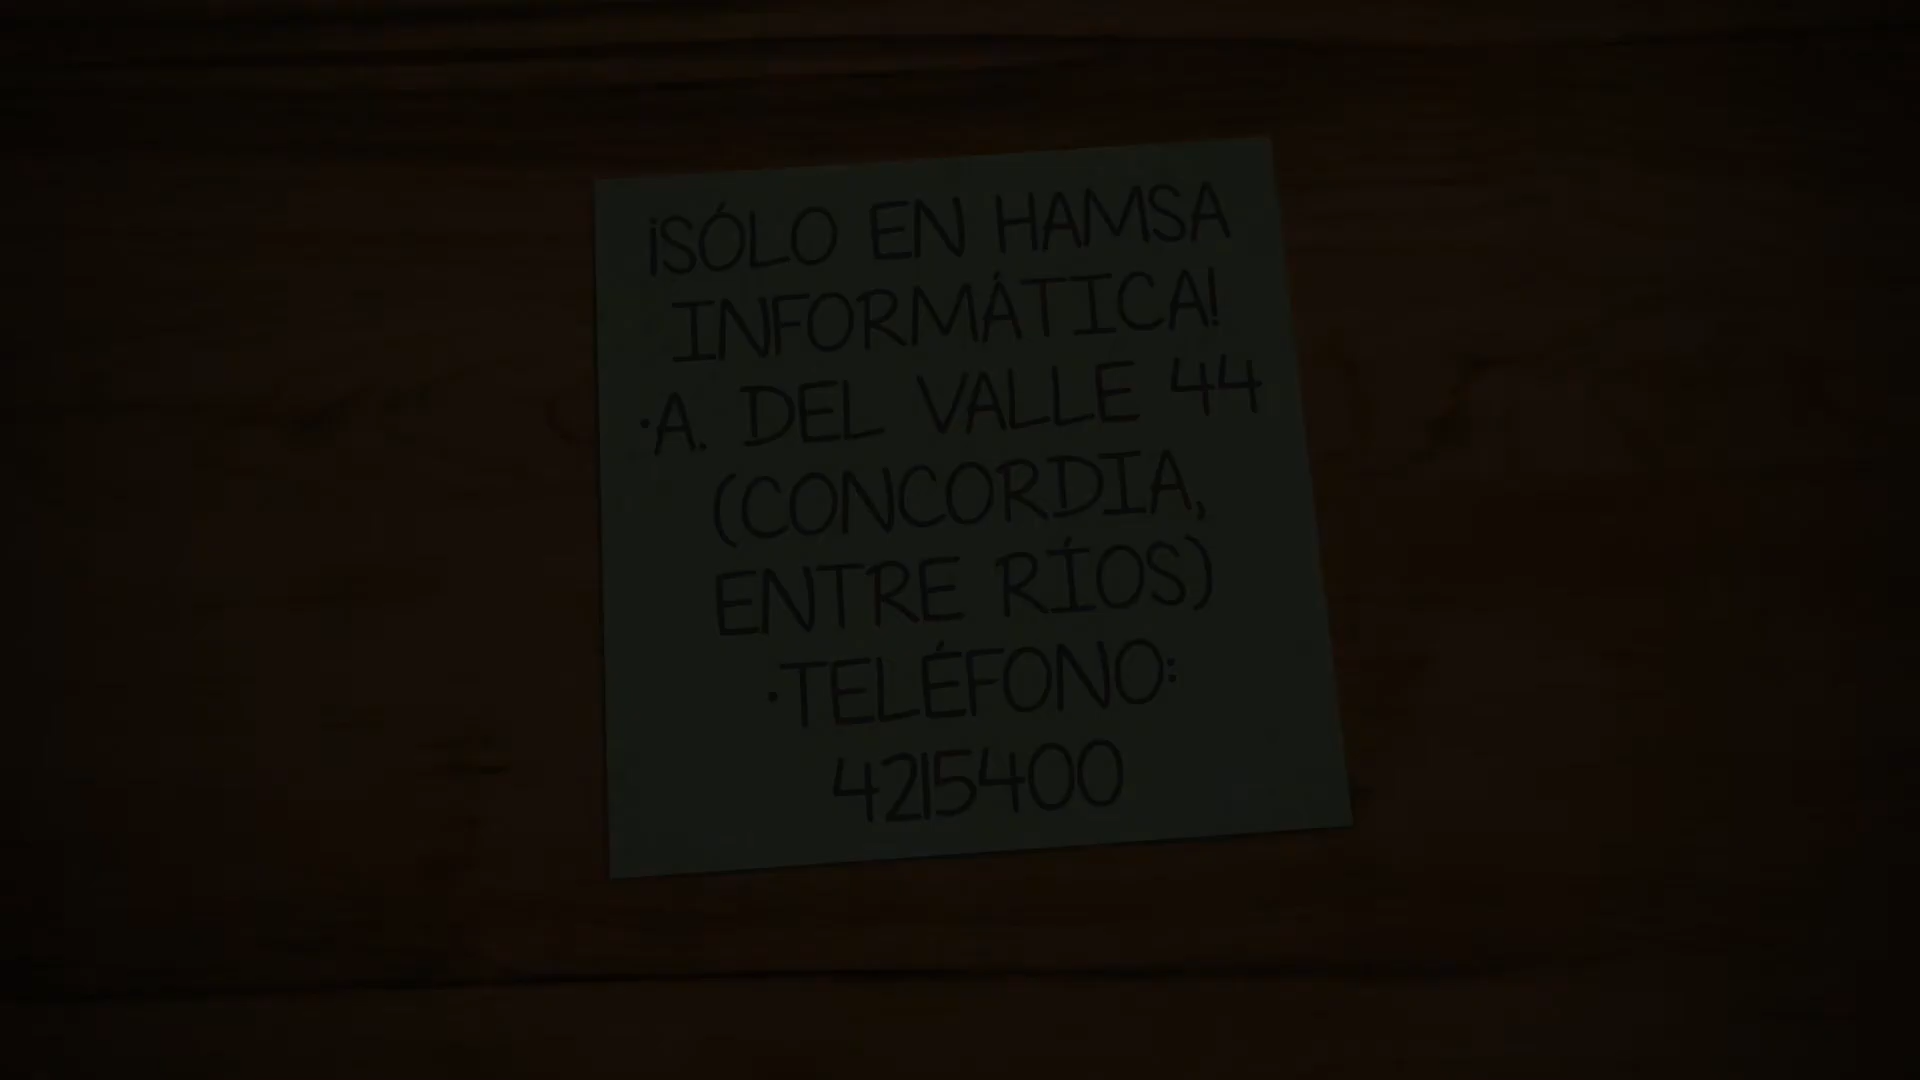 ¡SÓLO EN HAMSA
INFORMÁTICA!
·A. DEL VALLE 44
(CONCORDIA,
ENTRE RÍOS)
·TELÉFONO:
4215400